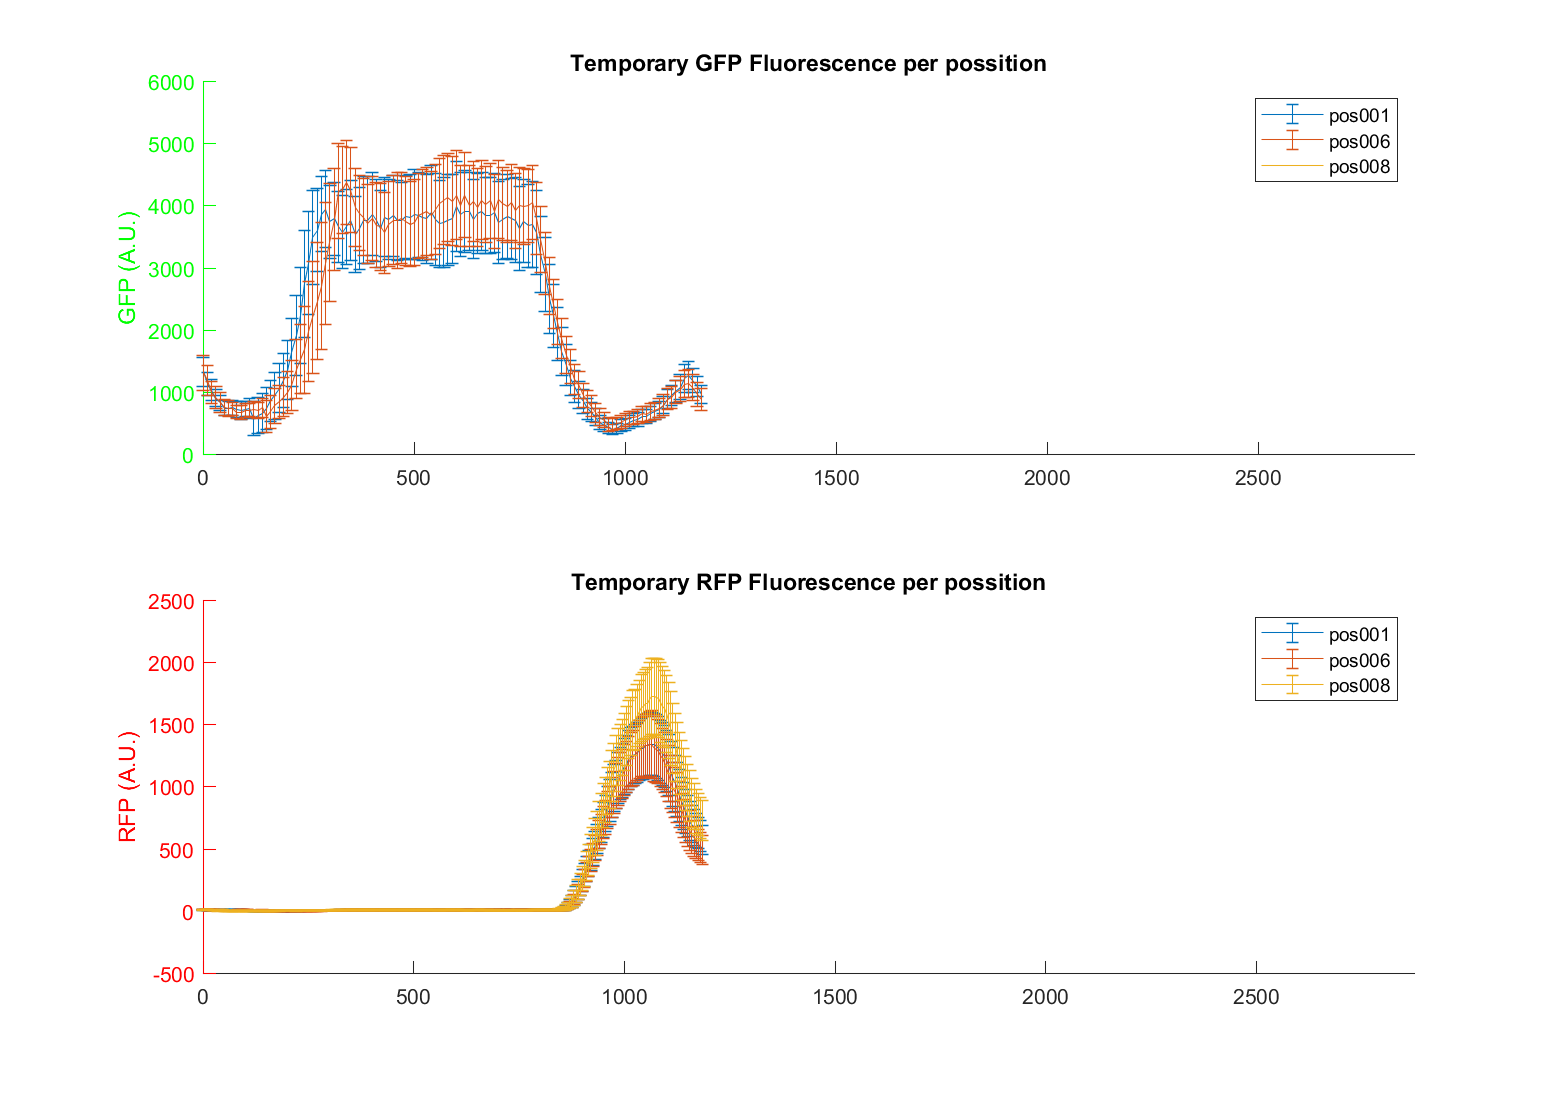 Temporary GFP Fluorescence per possition
6000
5000
4000
3000
2000
1000
0
GFP (A.U.)
0 500 1000 1500 2000 2500
pos001
pos006
pos008
Temporary RFP Fluorescence per possition
2500
2000
1500
1000
500
0
-500
RFP (A.U.)
0 500 1000 1500 2000 2500
pos001
pos006
pos008